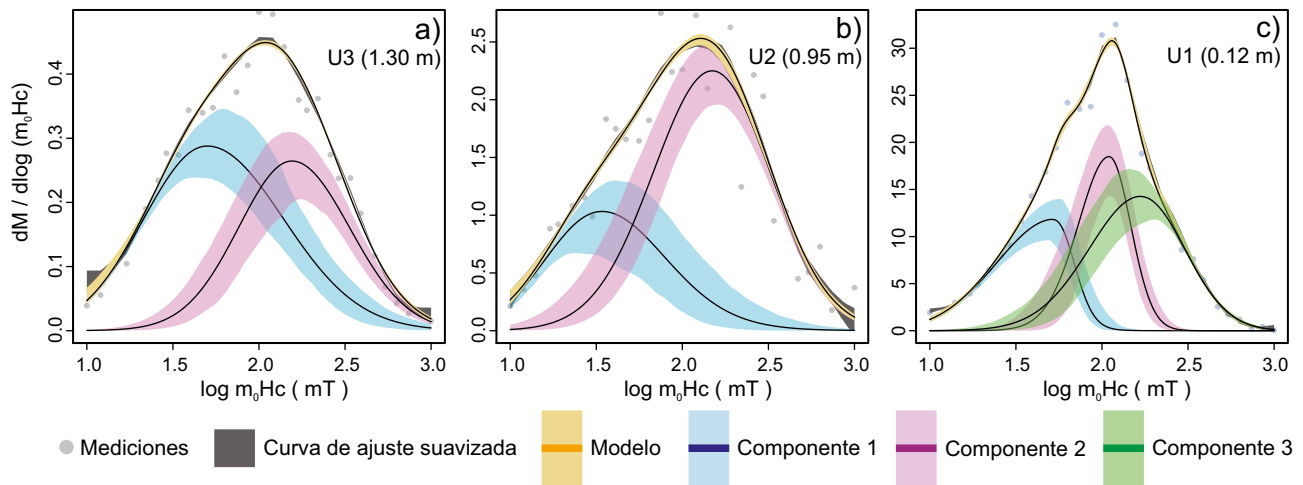 a)
U3 (1.30 m)
b)
U2 (0.95 m)
c)
U1 (0.12 m)
dM / dlog (m₀Hc)
0.0
0.1
0.2
0.3
0.4
1.0
1.5
2.0
2.5
3.0
log m₀Hc ( mT )
0.0
0.5
1.0
1.5
2.0
2.5
1.0
1.5
2.0
2.5
3.0
log m₀Hc ( mT )
0
5
10
15
20
25
30
1.0
1.5
2.0
2.5
3.0
log m₀Hc ( mT )
Mediciones
Curva de ajuste suavizada
Modelo
Componente 1
Componente 2
Componente 3